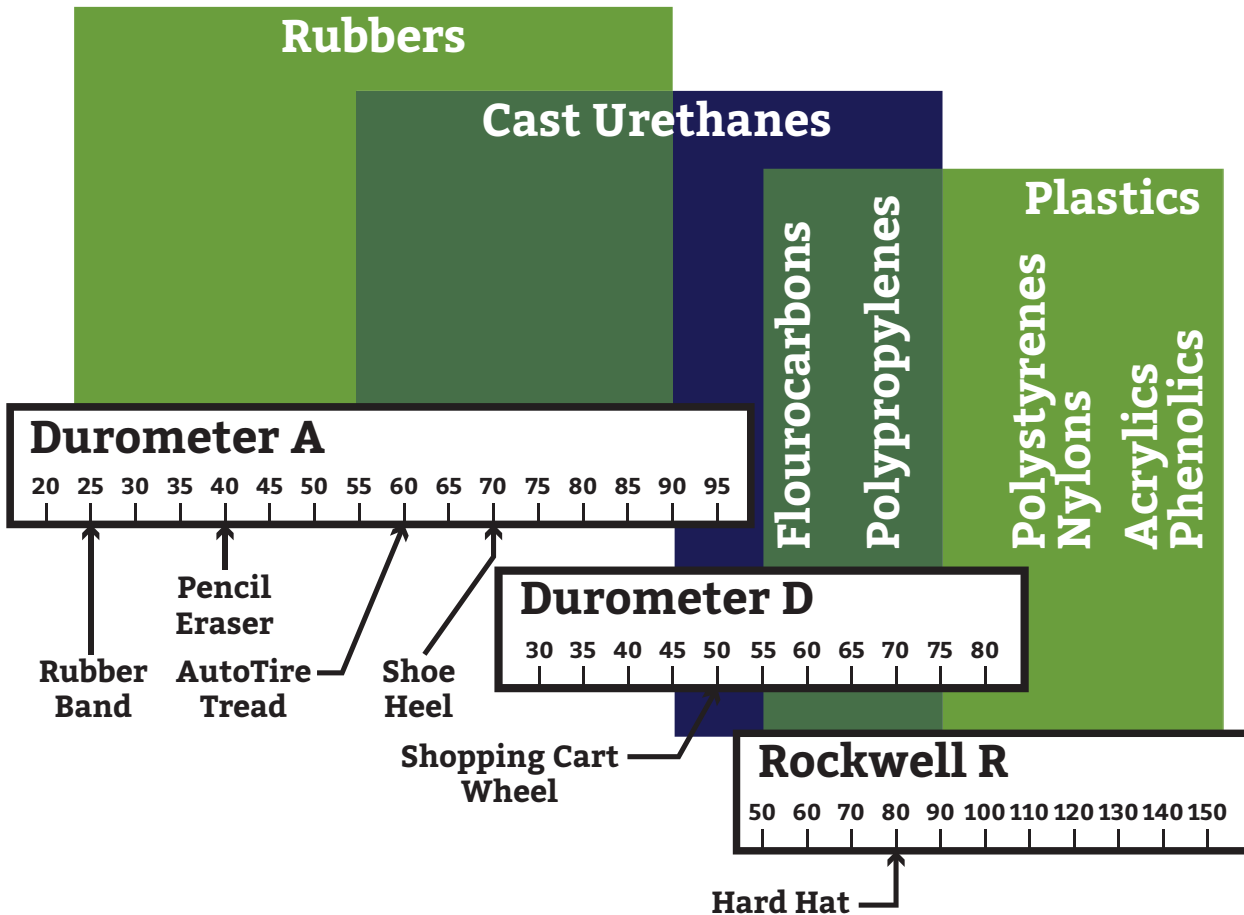 Rubbers
Cast Urethanes
Plastics
Flourocarbons
Polypropylenes
Polystyrenes
Nylons
Acrylics
Phenolics
Durometer A
20 25 30 35 40 45 50 55 60 65 70 75 80 85 90 95
Pencil
Eraser
Rubber
Band
AutoTire
Tread
Shoe
Heel
Durometer D
30 35 40 45 50 55 60 65 70 75 80
Shopping Cart
Wheel
Rockwell R
50 60 70 80 90 100 110 120 130 140 150
Hard Hat